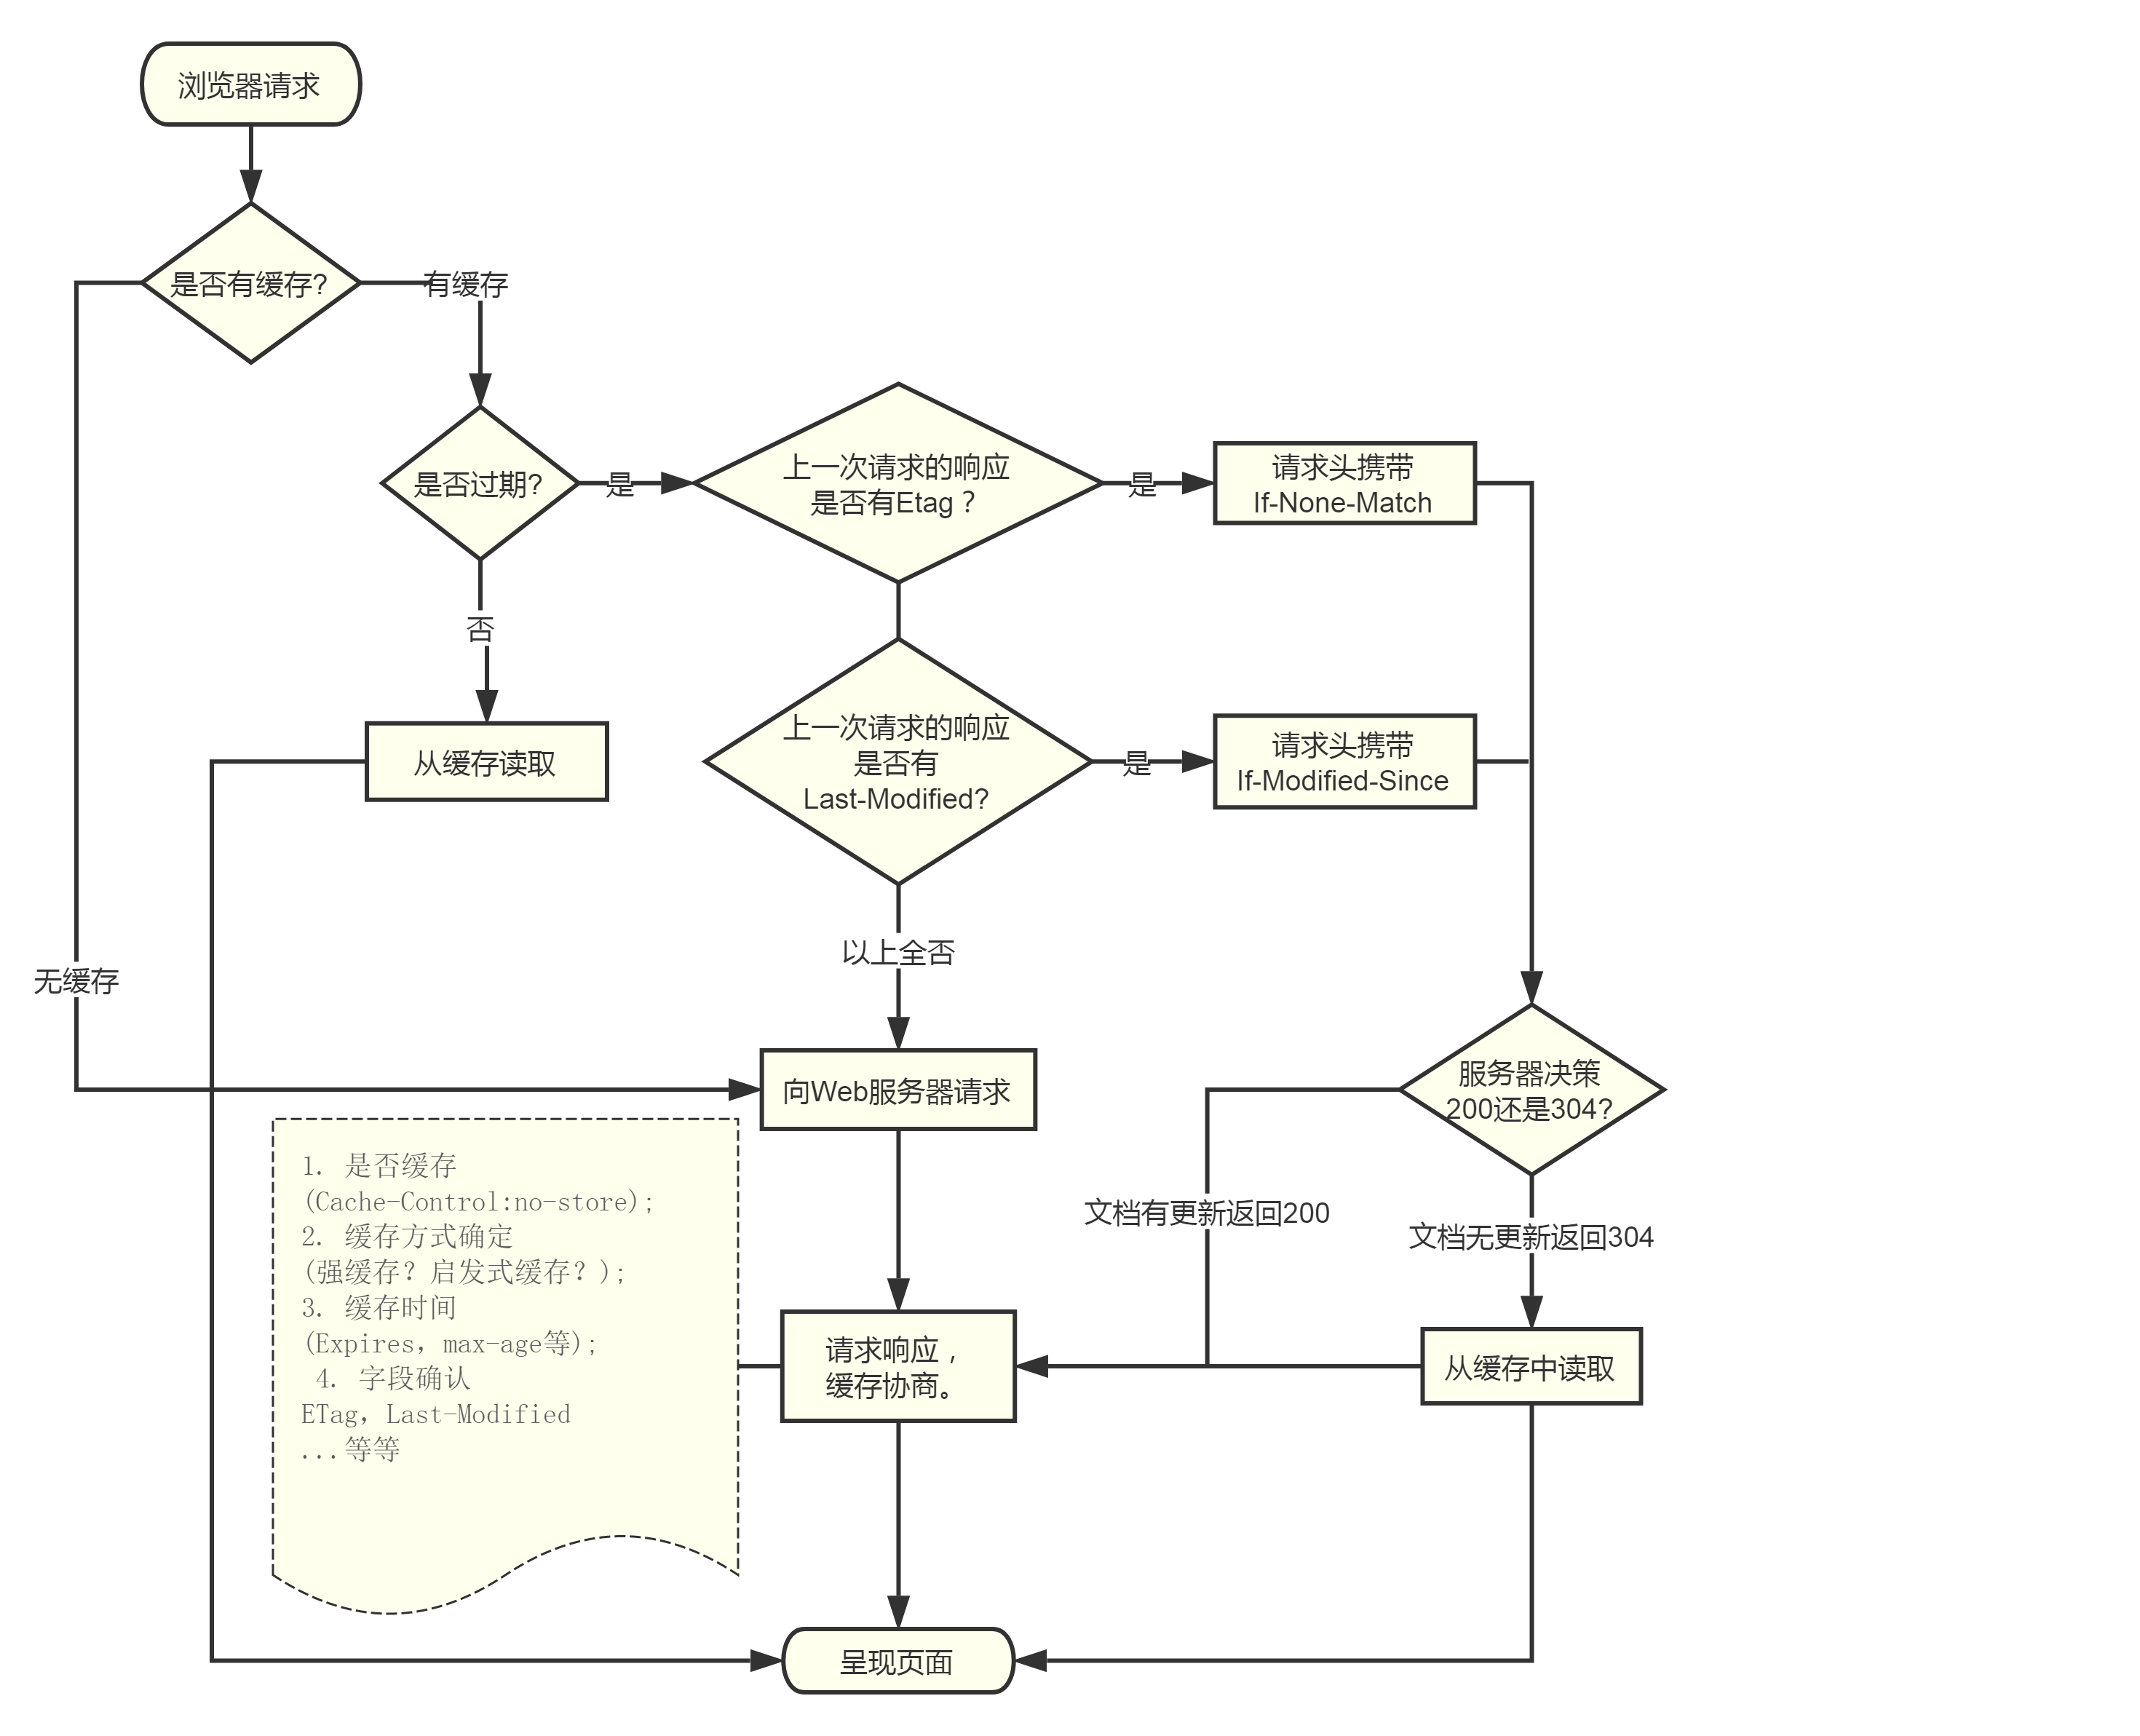 浏览器请求
是否有缓存?
有缓存
是否过期?
是
上一次请求的响应
是否有Etag？
是
请求头携带
If-None-Match
否
从缓存读取
上一次请求的响应
是否有
Last-Modified?
是
请求头携带
If-Modified-Since
以上全否
无缓存
向Web服务器请求
服务器决策
200还是304?
文档有更新返回200
文档无更新返回304
1. 是否缓存
(Cache-Control:no-store);
2. 缓存方式确定
(强缓存？启发式缓存？);
3. 缓存时间
(Expires，max-age等);
4. 字段确认
ETag，Last-Modified
...等等
请求响应，
缓存协商。
从缓存中读取
呈现页面